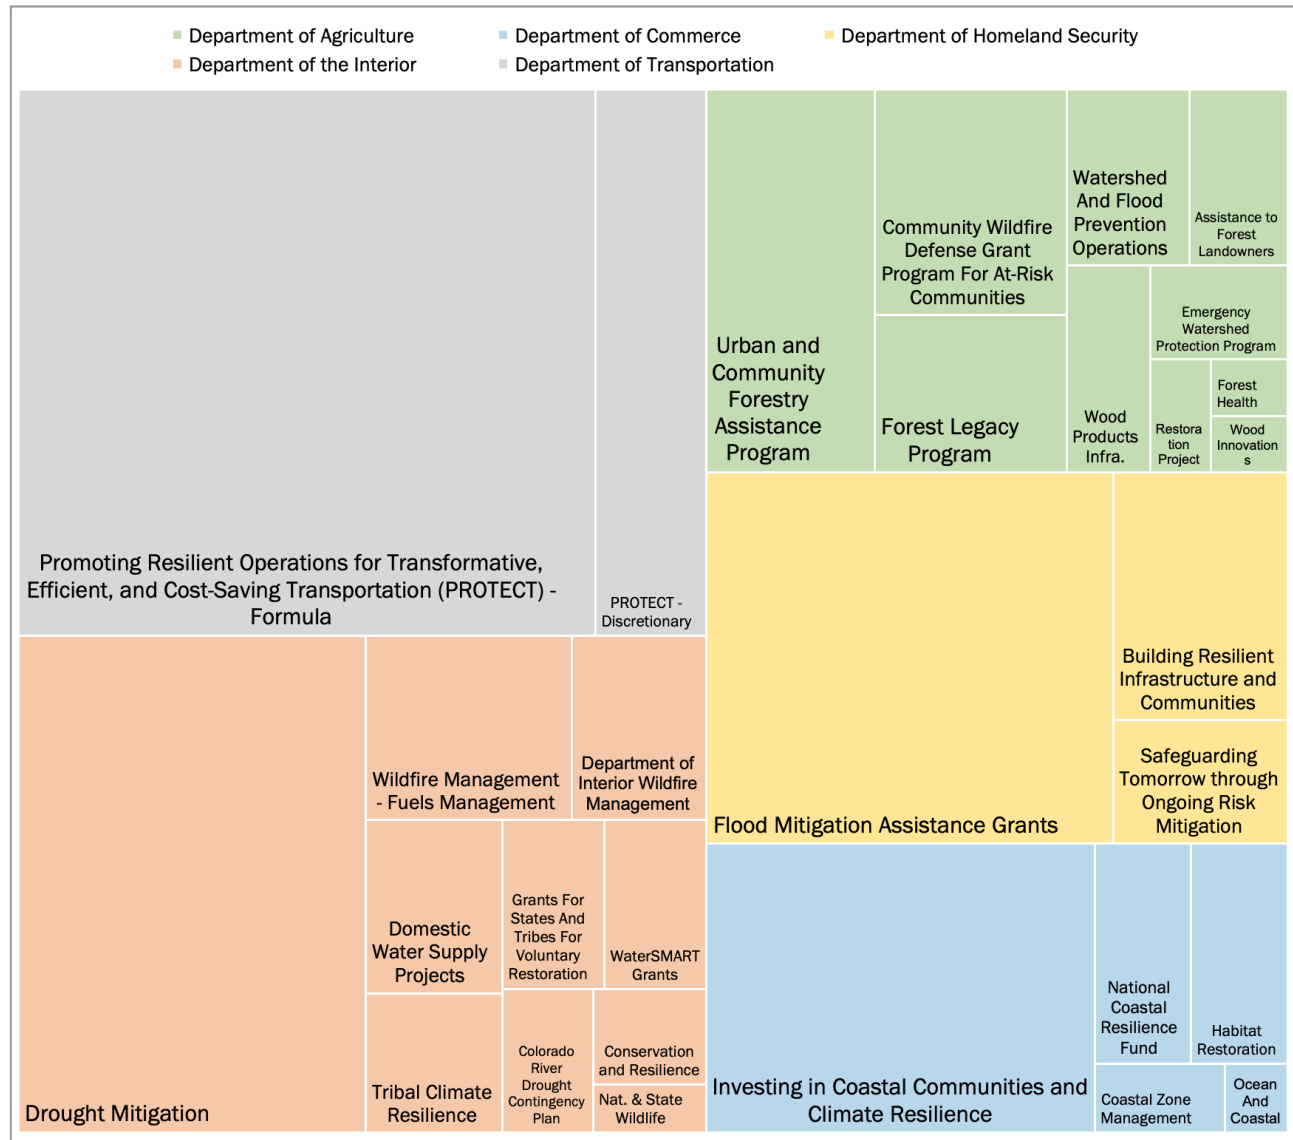 Department of Agriculture
Department of Commerce
Department of Homeland Security
Department of the Interior
Department of Transportation
Promoting Resilient Operations for Transformative,
Efficient, and Cost-Saving Transportation (PROTECT) -
Formula
PROTECT -
Discretionary
Urban and
Community
Forestry
Assistance
Program
Community Wildfire
Defense Grant
Program For At-Risk
Communities
Forest Legacy
Program
Watershed
And Flood
Prevention
Operations
Assistance to
Forest
Landowners
Wood
Products
Infra.
Emergency
Watershed
Protection Program
Restora
tion
Project
Forest
Health
Wood
Innovation
s
Drought Mitigation
Wildfire Management
- Fuels Management
Department of
Interior Wildfire
Management
Domestic
Water Supply
Projects
Grants For
States And
Tribes For
Voluntary
Restoration
WaterSMART
Grants
Tribal Climate
Resilience
Colorado
River
Drought
Contingency
Plan
Conservation
and Resilience
Nat. & State
Wildlife
Flood Mitigation Assistance Grants
Building Resilient
Infrastructure and
Communities
Safeguarding
Tomorrow through
Ongoing Risk
Mitigation
Investing in Coastal Communities and
Climate Resilience
National
Coastal
Resilience
Fund
Habitat
Restoration
Coastal Zone
Management
Ocean
And
Coastal